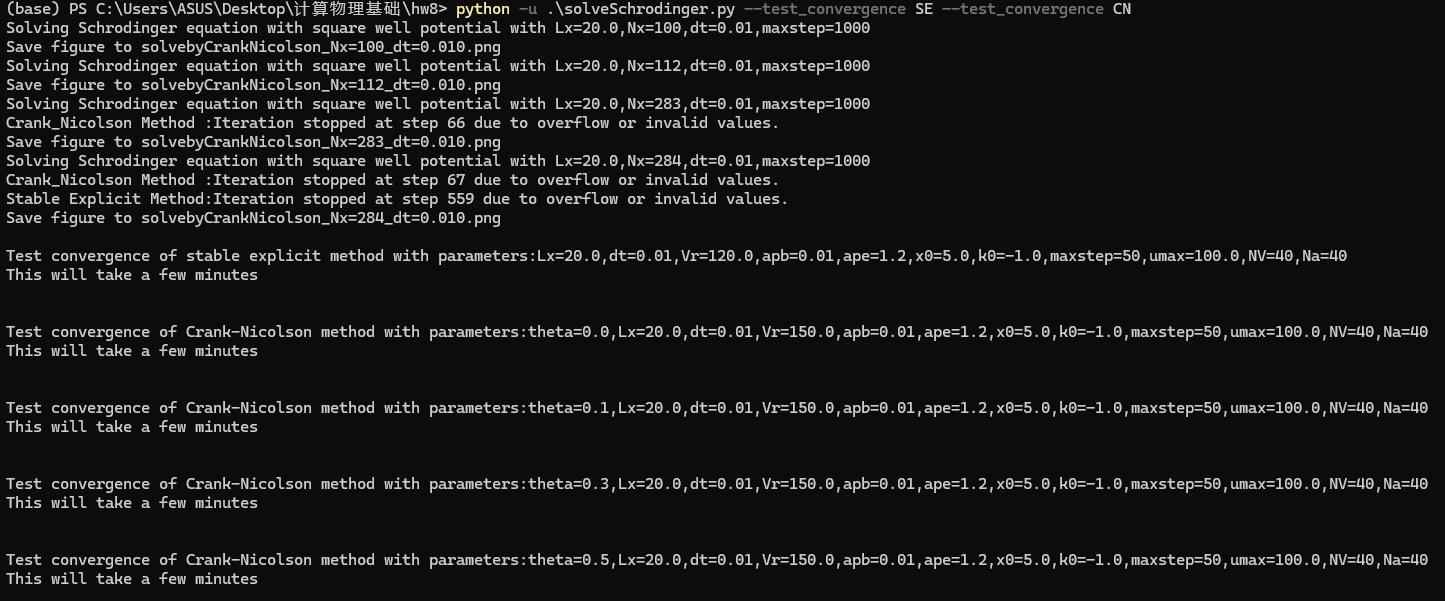 (base) PS C:\Users\ASUS\Desktop\计算物理基础\hw8> python -u .\solveSchrodinger.py --test_convergence SE --test_convergence CN
Solving Schrodinger equation with square well potential with Lx=20.0,Nx=100,dt=0.01,maxstep=1000
Save figure to solvebyCrankNicolson_Nx=100_dt=0.010.png
Solving Schrodinger equation with square well potential with Lx=20.0,Nx=112,dt=0.01,maxstep=1000
Save figure to solvebyCrankNicolson_Nx=112_dt=0.010.png
Solving Schrodinger equation with square well potential with Lx=20.0,Nx=283,dt=0.01,maxstep=1000
Crank_Nicolson Method :Iteration stopped at step 66 due to overflow or invalid values.
Save figure to solvebyCrankNicolson_Nx=283_dt=0.010.png
Solving Schrodinger equation with square well potential with Lx=20.0,Nx=284,dt=0.01,maxstep=1000
Crank_Nicolson Method :Iteration stopped at step 67 due to overflow or invalid values.
Stable Explicit Method:Iteration stopped at step 559 due to overflow or invalid values.
Save figure to solvebyCrankNicolson_Nx=284_dt=0.010.png
Test convergence of stable explicit method with parameters:Lx=20.0,dt=0.01,Vr=120.0,apb=0.01,ape=1.2,x0=5.0,k0=-1.0,maxstep=50,umax=100.0,NV=40,Na=40
This will take a few minutes
Test convergence of Crank-Nicolson method with parameters:theta=0.0,Lx=20.0,dt=0.01,Vr=150.0,apb=0.01,ape=1.2,x0=5.0,k0=-1.0,maxstep=50,umax=100.0,NV=40,Na=40
This will take a few minutes
Test convergence of Crank-Nicolson method with parameters:theta=0.1,Lx=20.0,dt=0.01,Vr=150.0,apb=0.01,ape=1.2,x0=5.0,k0=-1.0,maxstep=50,umax=100.0,NV=40,Na=40
This will take a few minutes
Test convergence of Crank-Nicolson method with parameters:theta=0.3,Lx=20.0,dt=0.01,Vr=150.0,apb=0.01,ape=1.2,x0=5.0,k0=-1.0,maxstep=50,umax=100.0,NV=40,Na=40
This will take a few minutes
Test convergence of Crank-Nicolson method with parameters:theta=0.5,Lx=20.0,dt=0.01,Vr=150.0,apb=0.01,ape=1.2,x0=5.0,k0=-1.0,maxstep=50,umax=100.0,NV=40,Na=40
This will take a few minutes